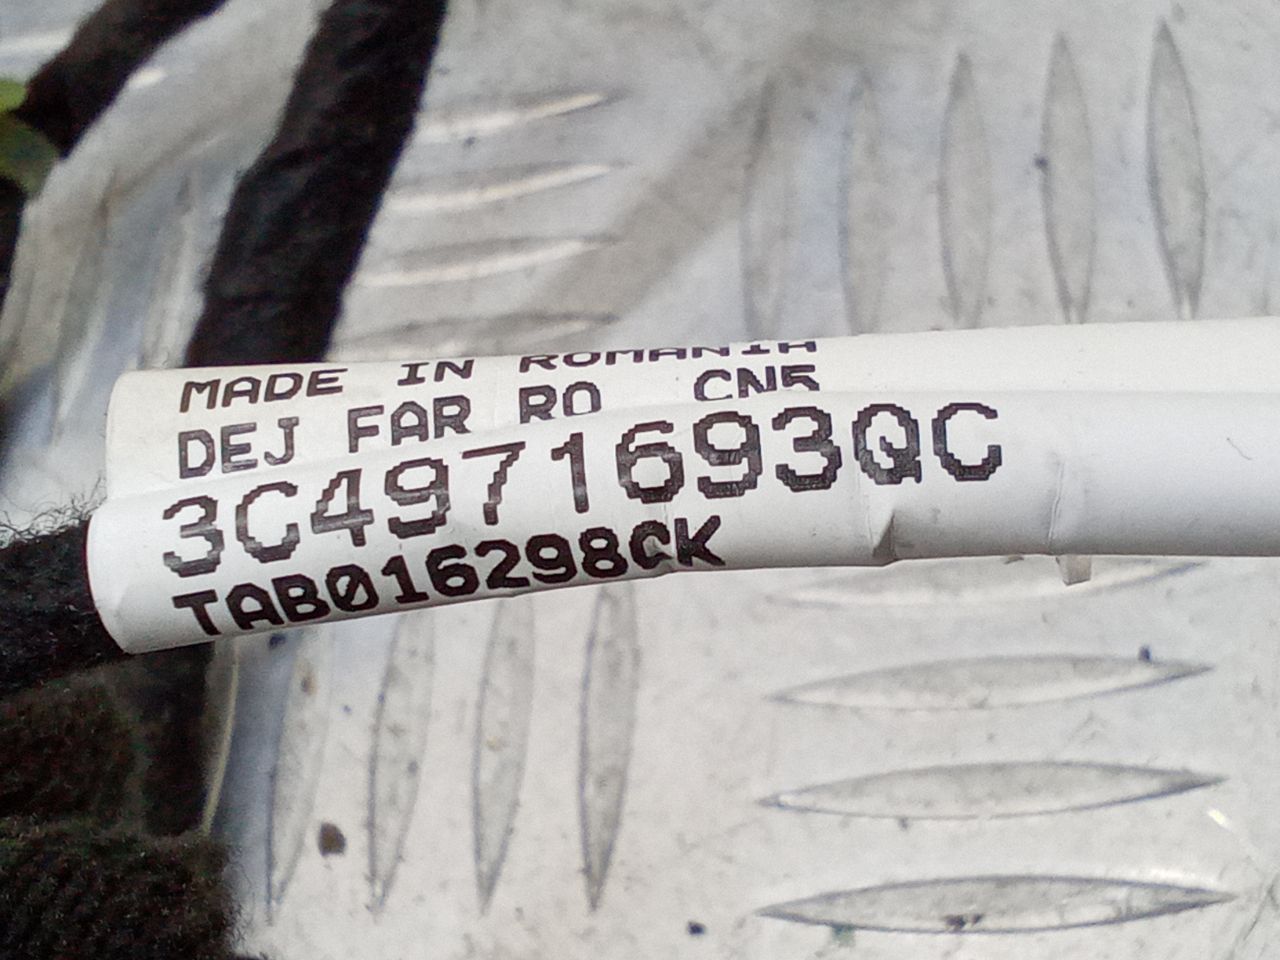 MADE IN ROMANIA
DEJ FAR RO CN5
3C4971693QC
TAB016298CK